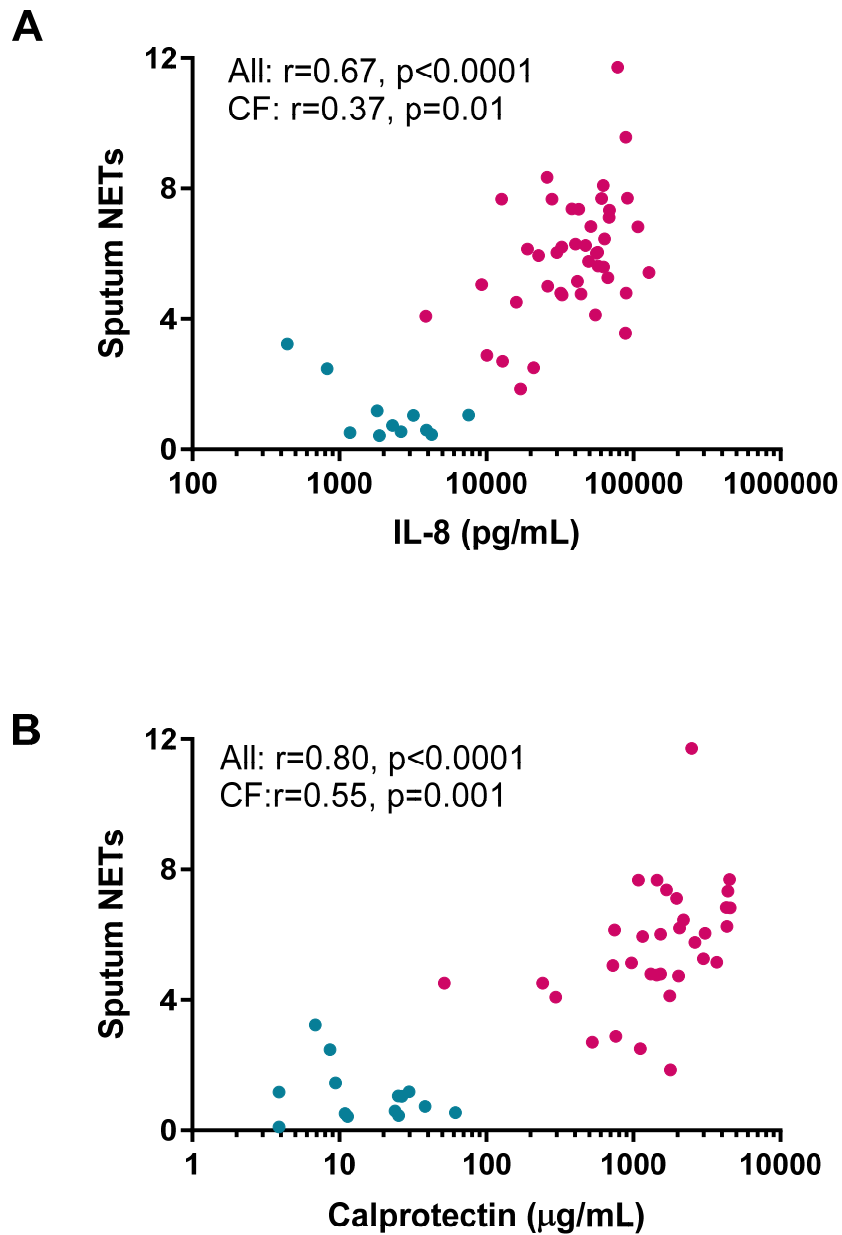 A
All: r=0.67, p<0.0001
CF: r=0.37, p=0.01
Sputum NETs
12
8
4
0
100 1000 10000 100000 1000000
IL-8 (pg/mL)
B
All: r=0.80, p<0.0001
CF:r=0.55, p=0.001
Sputum NETs
12
8
4
0
1 10 100 1000 10000
Calprotectin (μg/mL)